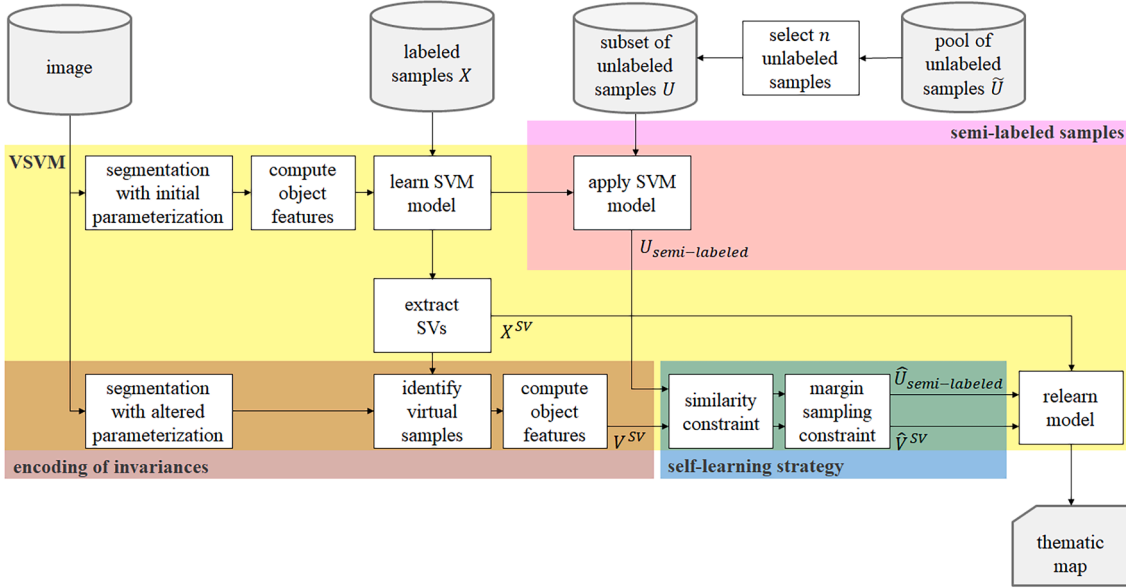 image
labeled
samples X
subset of
unlabeled
samples U
select n
unlabeled
samples
pool of
unlabeled
samples Ũ
semi-labeled samples
VSVM
segmentation
with initial
parameterization
compute
object
features
learn SVM
model
apply SVM
model
U_semi−labeled
extract
SVs
X^SV
segmentation
with altered
parameterization
identify
virtual
samples
compute
object
features
V^SV
similarity
constraint
margin
sampling
constraint
Û_semi−labeled
V̂^SV
relearn
model
encoding of invariances
self-learning strategy
thematic
map